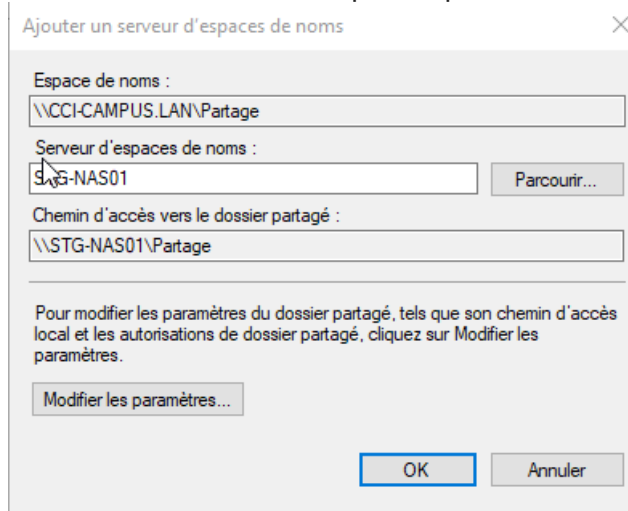 Ajouter un serveur d'espaces de noms
Espace de noms :
\\CCI-CAMPUS.LAN\Partage
Serveur d'espaces de noms :
STG-NAS01
Parcourir...
Chemin d'accès vers le dossier partagé :
\\STG-NAS01\Partage
Pour modifier les paramètres du dossier partagé, tels que son chemin d'accès
local et les autorisations de dossier partagé, cliquez sur Modifier les
paramètres.
Modifier les paramètres...
OK
Annuler